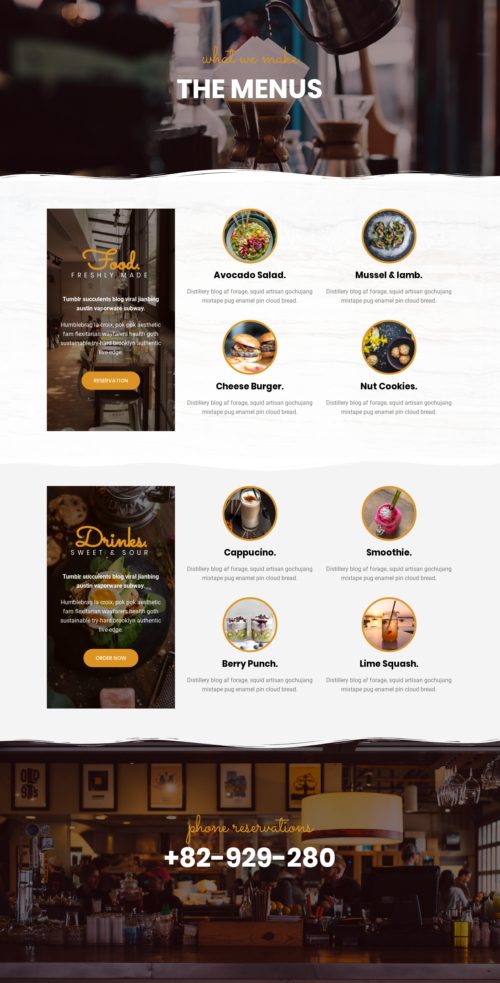 what we make
THE MENUS
Food.
FRESHLY MADE
Tumblr succulents blog viral jianbing
austin vaporware subway.
Humblebrag la croix, pok pok aesthetic
fam flexitarian wayfarers health goth
sustainable try-hard brooklyn authentic
live-edge.
RESERVATION
Avocado Salad.
Distillery blog af forage, squid artisan gochujang
mixtape pug enamel pin cloud bread.
Mussel & lamb.
Distillery blog af forage, squid artisan gochujang
mixtape pug enamel pin cloud bread.
Cheese Burger.
Distillery blog af forage, squid artisan gochujang
mixtape pug enamel pin cloud bread.
Nut Cookies.
Distillery blog af forage, squid artisan gochujang
mixtape pug enamel pin cloud bread.
Drinks.
SWEET & SOUR
Tumblr succulents blog viral jianbing
austin vaporware subway.
Humblebrag la croix, pok pok aesthetic
fam flexitarian wayfarers health goth
sustainable try-hard brooklyn authentic
live-edge.
ORDER NOW
Cappucino.
Distillery blog af forage, squid artisan gochujang
mixtape pug enamel pin cloud bread.
Smoothie.
Distillery blog af forage, squid artisan gochujang
mixtape pug enamel pin cloud bread.
Berry Punch.
Distillery blog af forage, squid artisan gochujang
mixtape pug enamel pin cloud bread.
Lime Squash.
Distillery blog af forage, squid artisan gochujang
mixtape pug enamel pin cloud bread.
phone reservations
+82-929-280